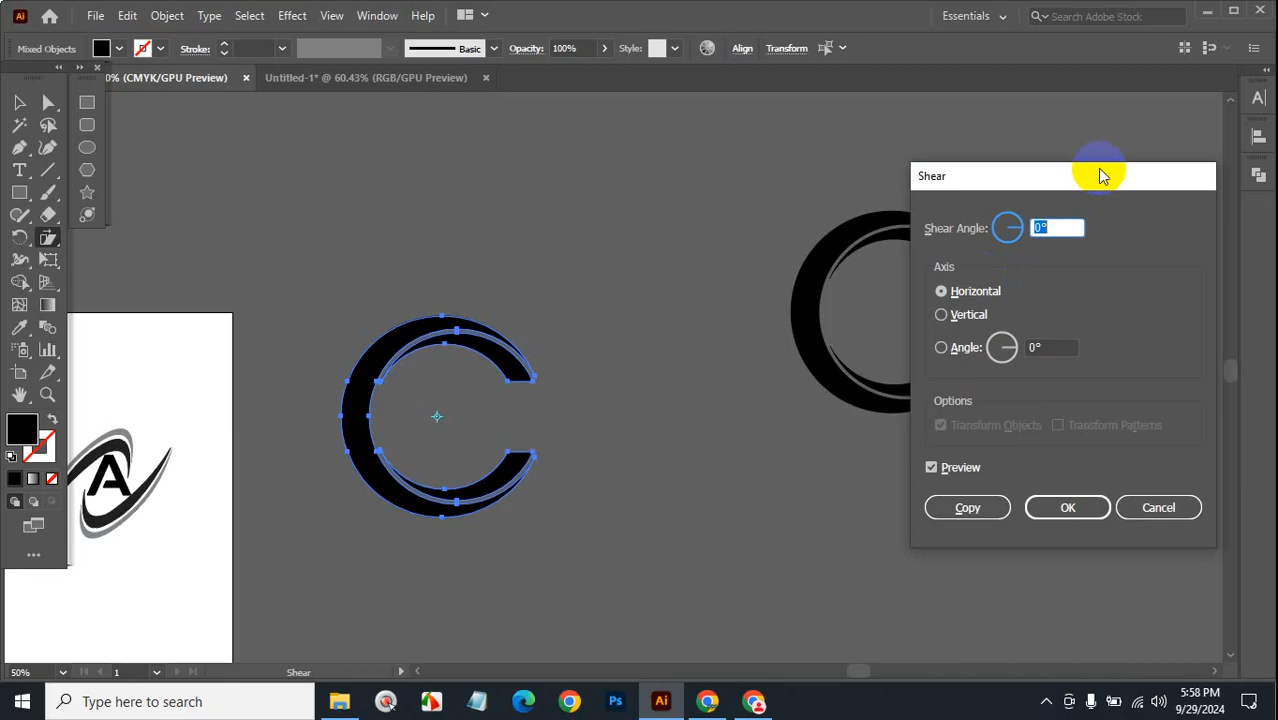 Ai
File
Edit
Object
Type
Select
Effect
View
Window
Help
Essentials
Search Adobe Stock
Mixed Objects
Stroke:
Basic
Opacity:
100%
Style:
Align
Transform
0% (CMYK/GPU Preview)
Untitled-1* @ 60.43% (RGB/GPU Preview)
Shear
Shear Angle:
0°
Axis
Horizontal
Vertical
Angle:
0°
Options
Transform Objects
Transform Patterns
Preview
Copy
OK
Cancel
A
50%
1
Shear
Type here to search
Ps
Ai
5:58 PM
9/29/2024